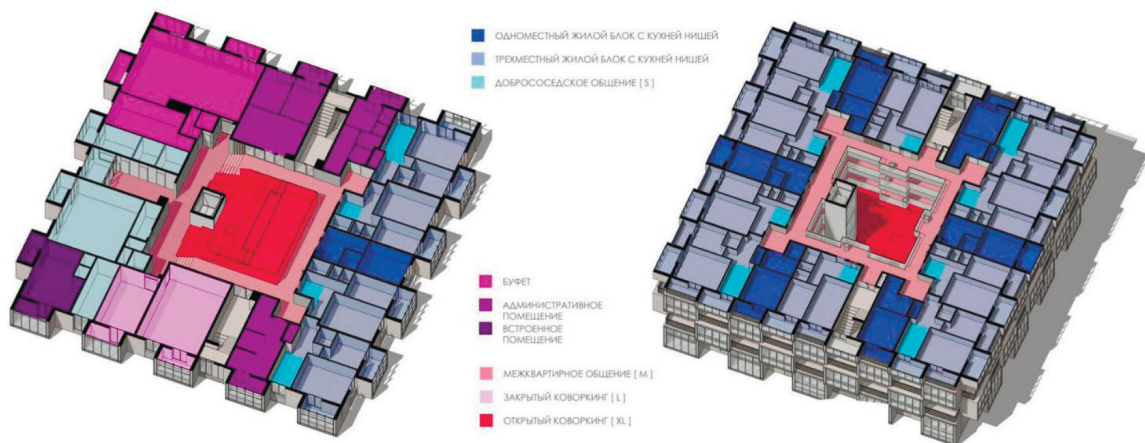 ОДНОМЕСТНЫЙ ЖИЛОЙ БЛОК С КУХНЕЙ НИШЕЙ
ТРЕХМЕСТНЫЙ ЖИЛОЙ БЛОК С КУХНЕЙ НИШЕЙ
ДОБРОСОСЕДСКОЕ ОБЩЕНИЕ [ S ]
БУФЕТ
АДМИНИСТРАТИВНОЕ
ПОМЕЩЕНИЕ
ВСТРОЕННОЕ
ПОМЕЩЕНИЕ
МЕЖКВАРТИРНОЕ ОБЩЕНИЕ [ M ]
ЗАКРЫТЫЙ КОВОРКИНГ [ L ]
ОТКРЫТЫЙ КОВОРКИНГ [ XL ]